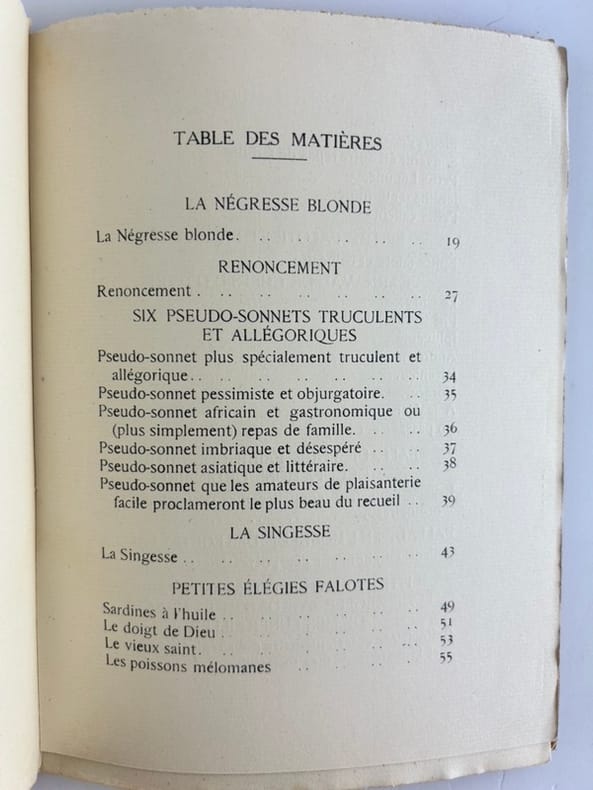 TABLE DES MATIÈRES
LA NÉGRESSE BLONDE
La Négresse blonde. . .. .. .. .. .. 19
RENONCEMENT
Renoncement . .. .. .. .. .. .. 27
SIX PSEUDO-SONNETS TRUCULENTS
ET ALLÉGORIQUES
Pseudo-sonnet plus spécialement truculent et
allégorique. .. .. .. .. .. .. 34
Pseudo-sonnet pessimiste et objurgatoire. .. 35
Pseudo-sonnet africain et gastronomique ou
(plus simplement) repas de famille. .. .. 36
Pseudo-sonnet imbriaque et désespéré .. .. 37
Pseudo-sonnet asiatique et littéraire. .. .. 38
Pseudo-sonnet que les amateurs de plaisanterie
facile proclameront le plus beau du recueil .. 39
LA SINGESSE
La Singesse .. .. .. .. .. .. 43
PETITES ÉLÉGIES FALOTES
Sardines à l'huile .. .. .. .. .. 49
Le doigt de Dieu .. .. .. .. .. 51
Le vieux saint. .. .. .. .. ... 53
Les poissons mélomanes .. .. .. 55